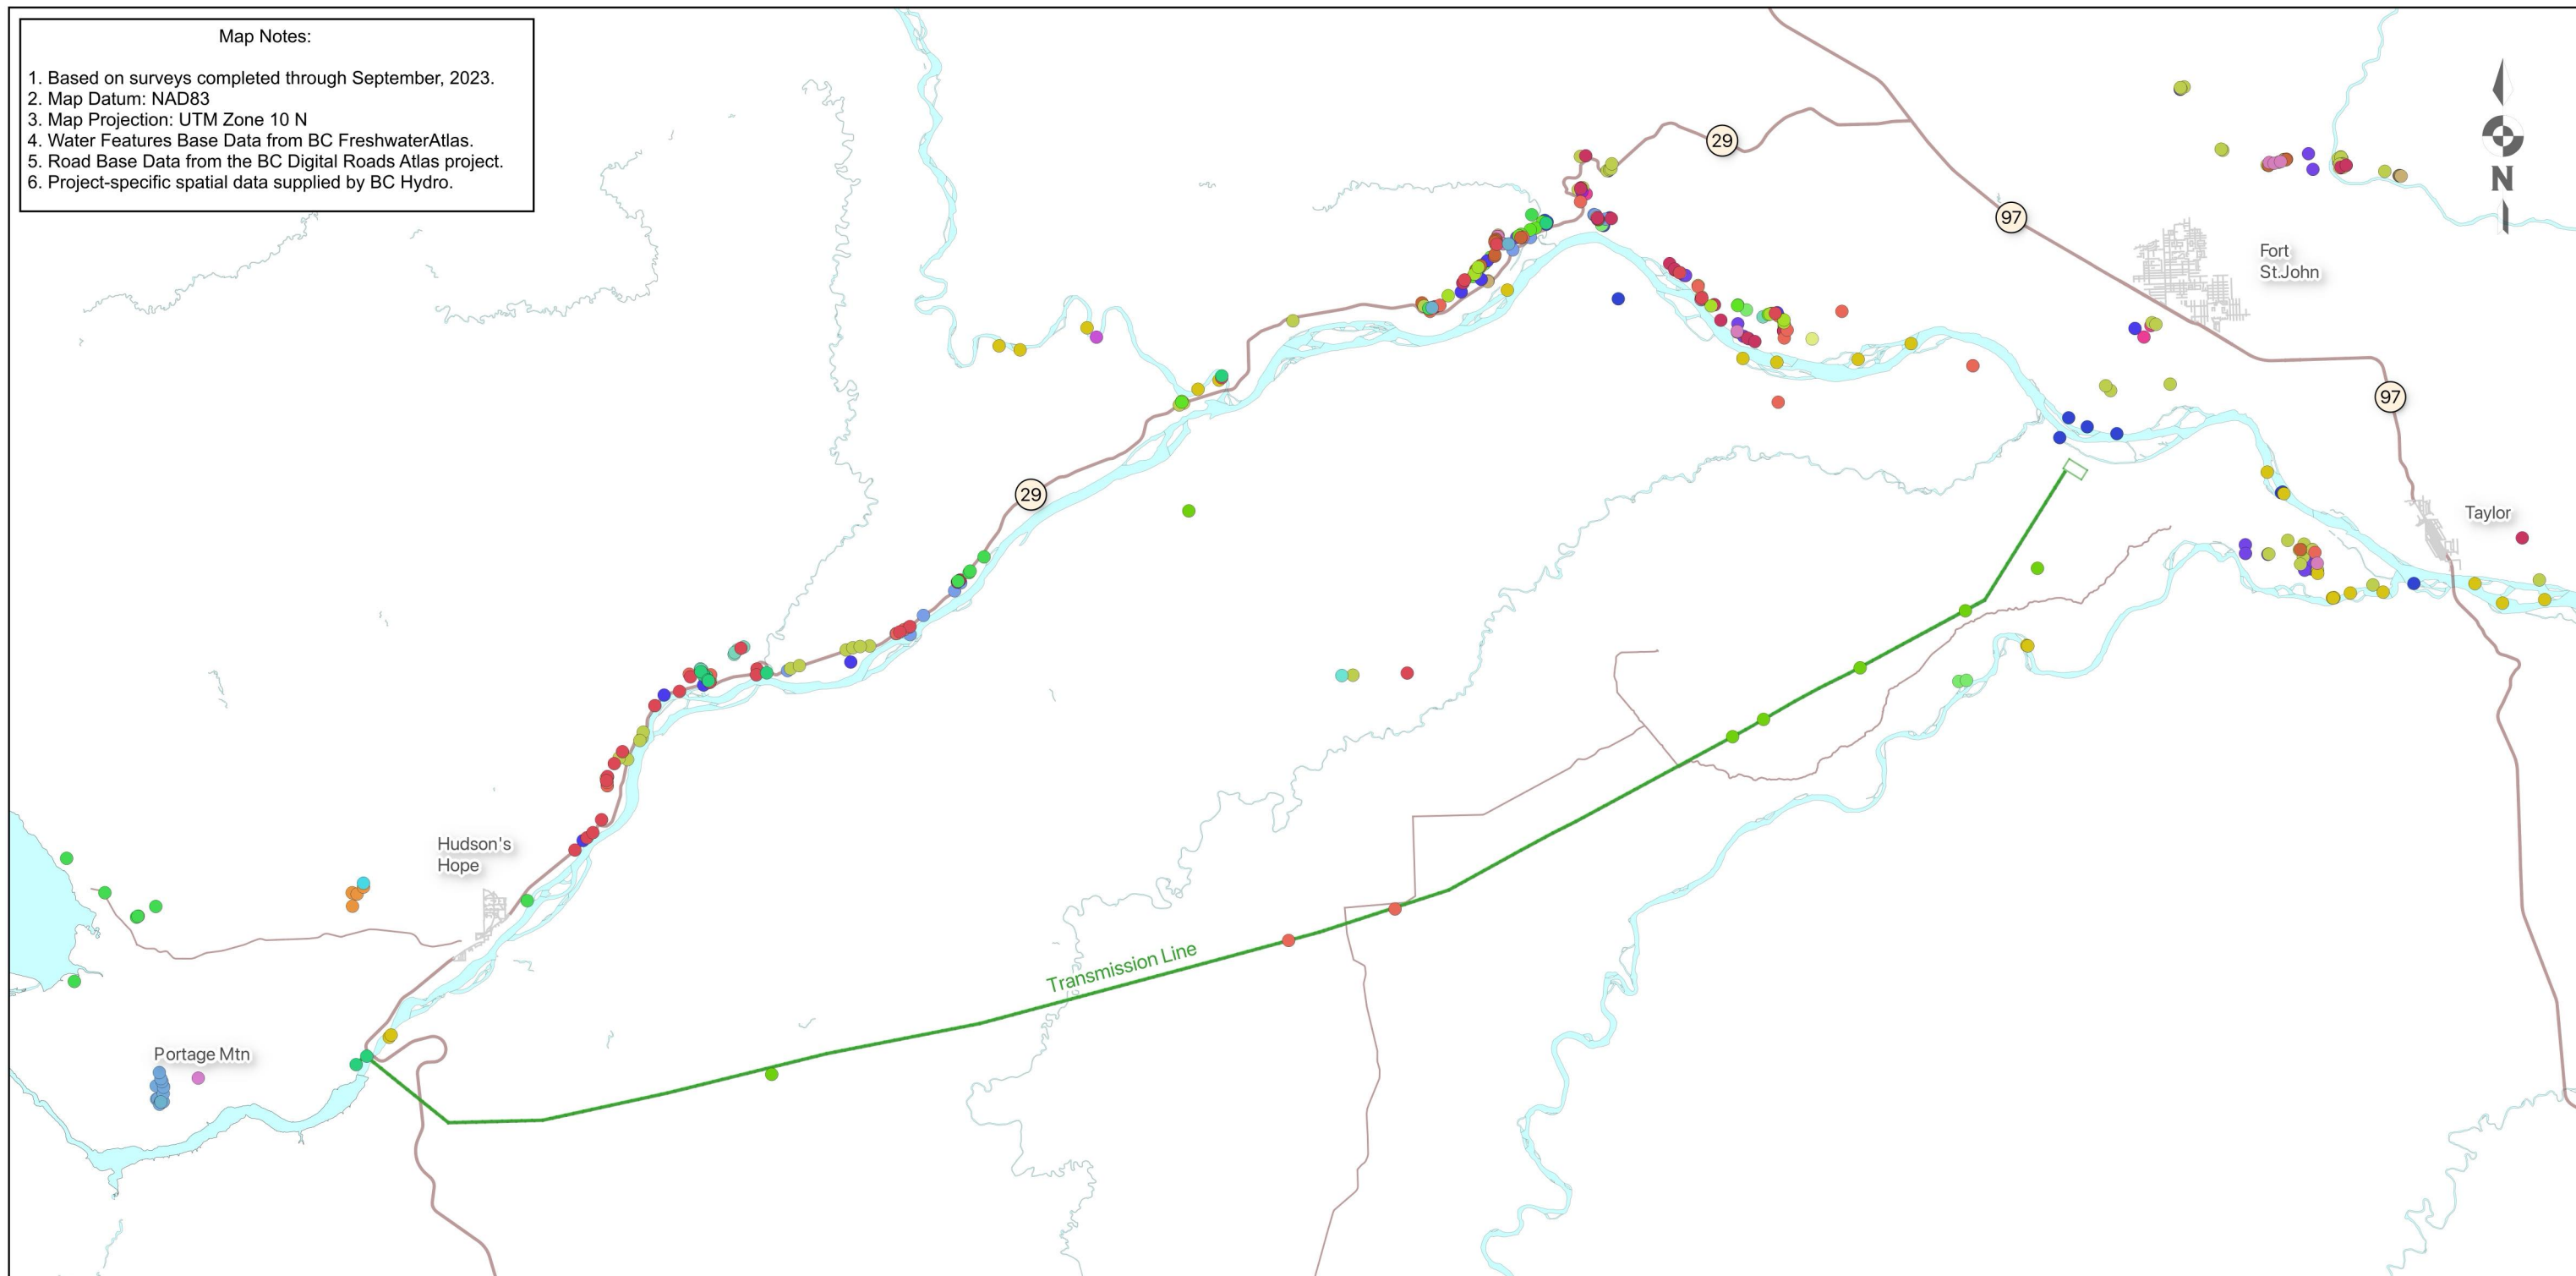 Map Notes:
1. Based on surveys completed through September, 2023.
2. Map Datum: NAD83
3. Map Projection: UTM Zone 10 N
4. Water Features Base Data from BC FreshwaterAtlas.
5. Road Base Data from the BC Digital Roads Atlas project.
6. Project-specific spatial data supplied by BC Hydro.
29
N
97
Fort
St.John
97
29
Taylor
Hudson's
Hope
Transmission Line
Portage Mtn